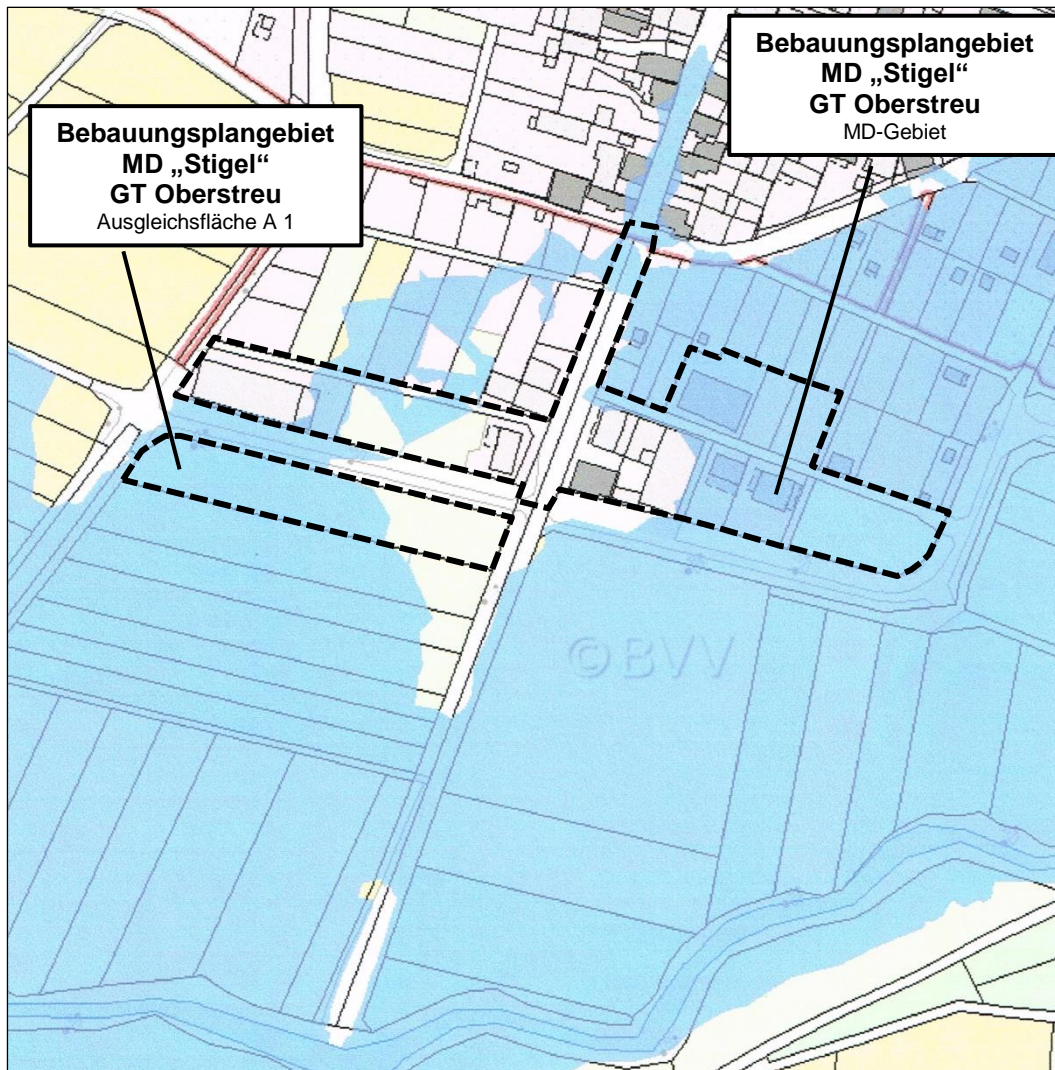 Bebauungsplangebiet
MD „Stigel“
GT Oberstreu
MD-Gebiet
Bebauungsplangebiet
MD „Stigel“
GT Oberstreu
Ausgleichsfläche A 1
©BVV